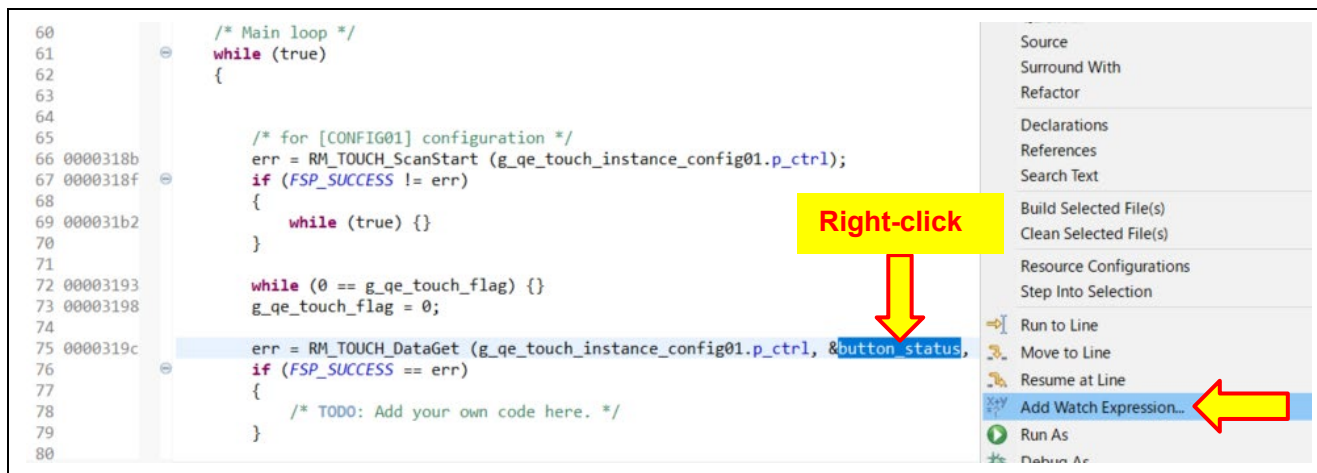 60 /* Main loop */
61 while (true)
62 {
63
64
65 /* for [CONFIG01] configuration */
66 0000318b err = RM_TOUCH_ScanStart (g_qe_touch_instance_config01.p_ctrl);
67 0000318f if (FSP_SUCCESS != err)
68 {
69 000031b2 while (true) {}
70 }
71
72 00003193 while (0 == g_qe_touch_flag) {}
73 00003198 g_qe_touch_flag = 0;
74
75 0000319c err = RM_TOUCH_DataGet (g_qe_touch_instance_config01.p_ctrl, &button_status,
76 if (FSP_SUCCESS == err)
77 {
78 /* TODO: Add your own code here. */
79 }
80
Right-click
Source
Surround With
Refactor
Declarations
References
Search Text
Build Selected File(s)
Clean Selected File(s)
Resource Configurations
Step Into Selection
Run to Line
Move to Line
Resume at Line
Add Watch Expression...
Run As
Debug As